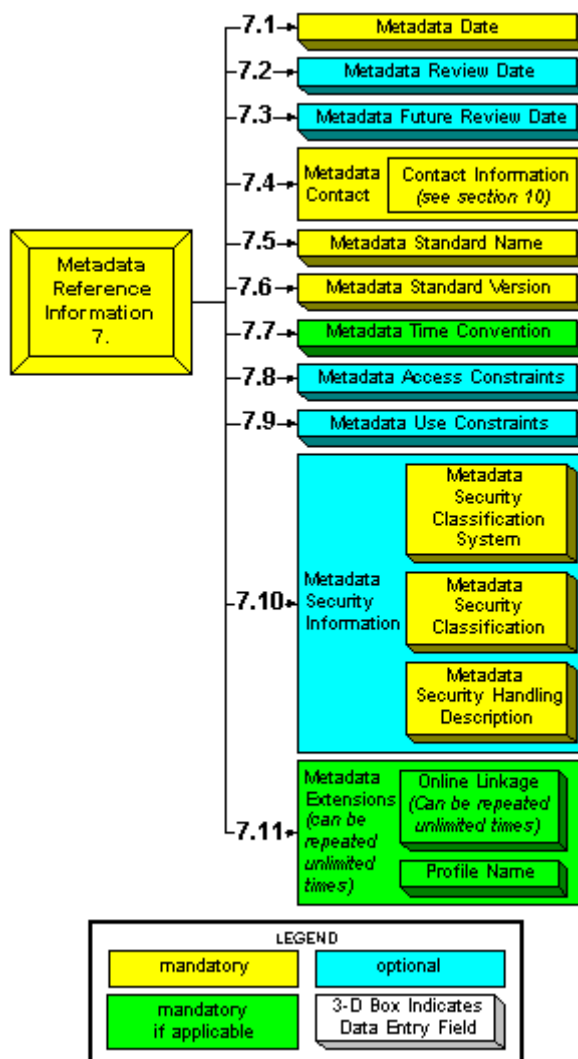 7.1
Metadata Date
7.2
Metadata Review Date
7.3
Metadata Future Review Date
7.4
Metadata
Contact
Contact Information
(see section 10)
Metadata
Reference
Information
7.
7.5
Metadata Standard Name
7.6
Metadata Standard Version
7.7
Metadata Time Convention
7.8
Metadata Access Constraints
7.9
Metadata Use Constraints
7.10
Metadata
Security
Information
Metadata
Security
Classification
System
Metadata
Security
Classification
Metadata
Security Handling
Description
7.11
Metadata
Extensions
(can be
repeated
unlimited
times)
Online Linkage
(Can be repeated
unlimited times)
Profile Name
LEGEND
mandatory
optional
mandatory
if applicable
3-D Box Indicates
Data Entry Field